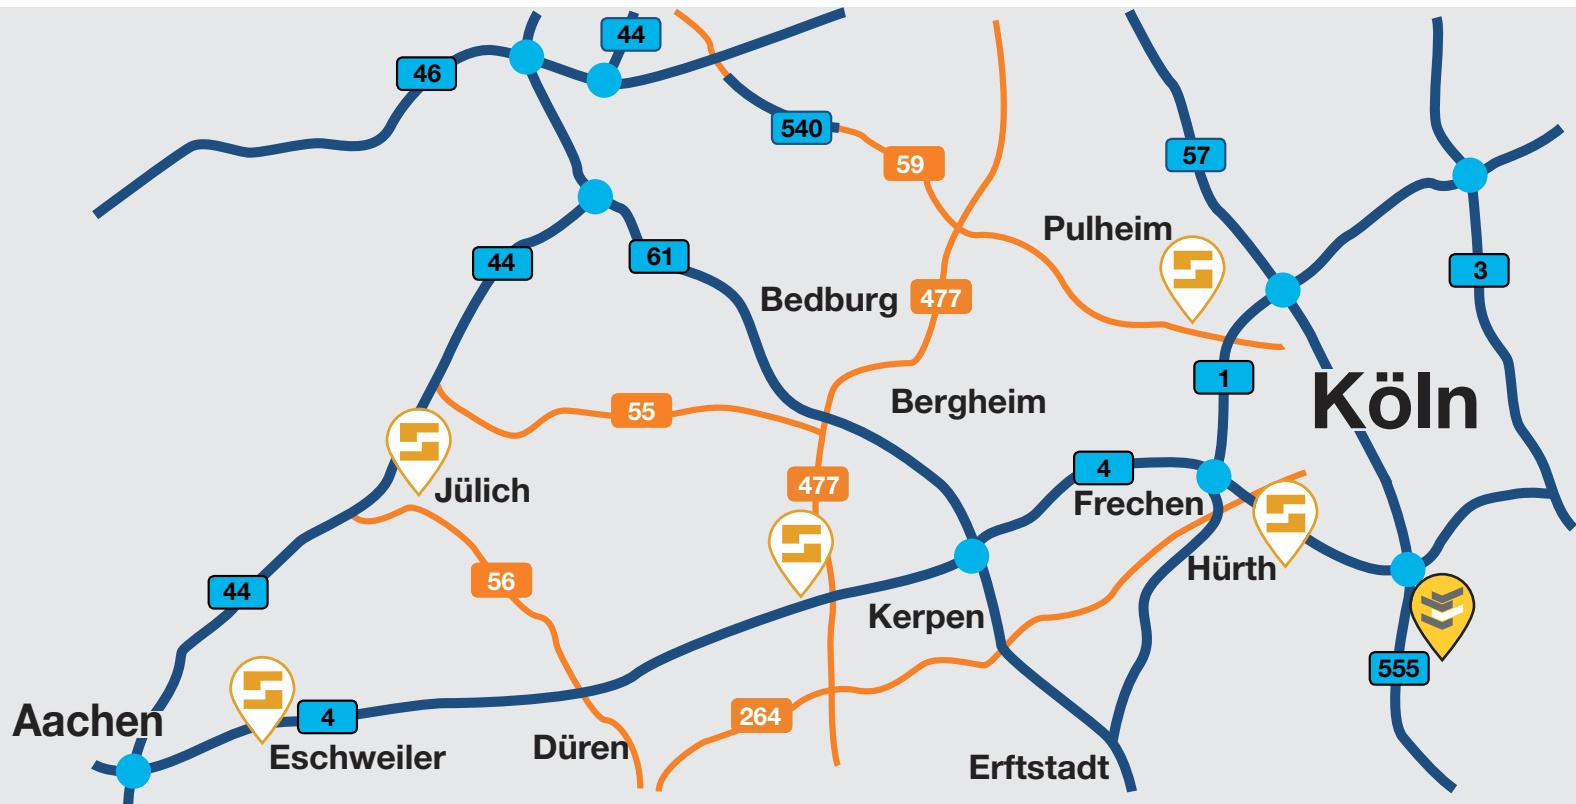 44
46
540
57
59
Pulheim
44
61
3
Bedburg
477
1
Köln
Bergheim
55
4
477
Jülich
Frechen
Hürth
56
44
Kerpen
555
4
264
Aachen
Düren
Eschweiler
Erftstadt